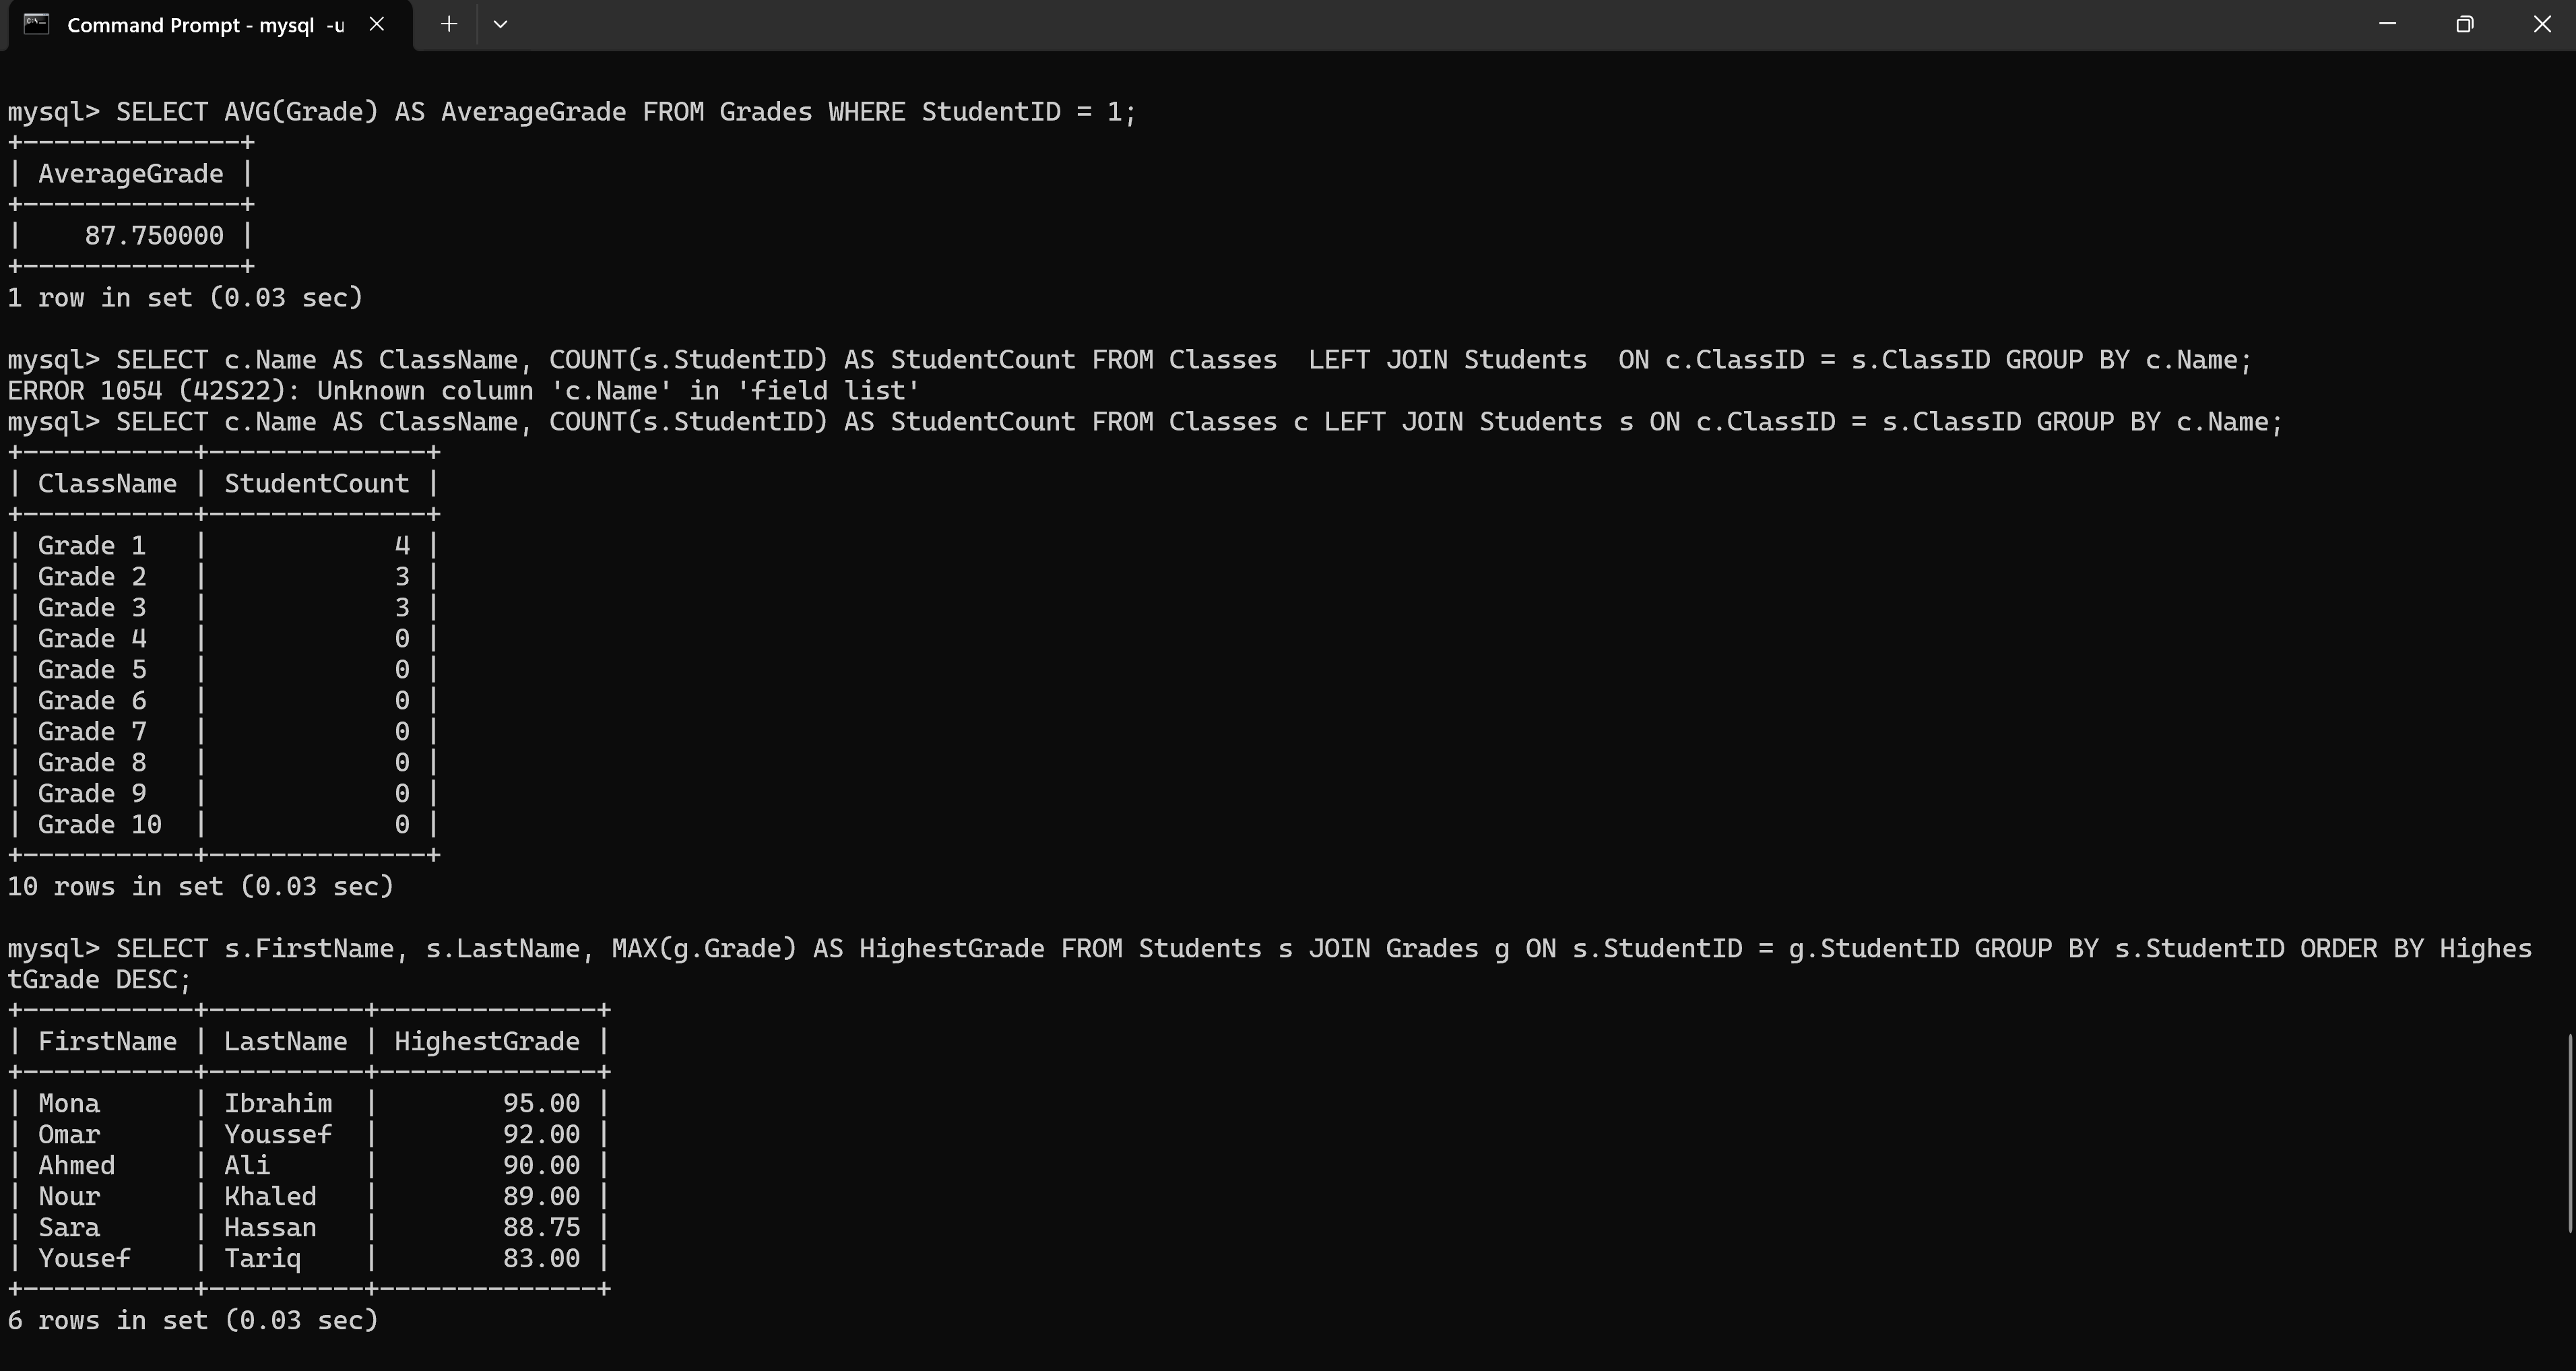 Command Prompt - mysql  -u
mysql> SELECT AVG(Grade) AS AverageGrade FROM Grades WHERE StudentID = 1;
+--------------+
| AverageGrade |
+--------------+
|    87.750000 |
+--------------+
1 row in set (0.03 sec)
mysql> SELECT c.Name AS ClassName, COUNT(s.StudentID) AS StudentCount FROM Classes  LEFT JOIN Students  ON c.ClassID = s.ClassID GROUP BY c.Name;
ERROR 1054 (42S22): Unknown column 'c.Name' in 'field list'
mysql> SELECT c.Name AS ClassName, COUNT(s.StudentID) AS StudentCount FROM Classes c LEFT JOIN Students s ON c.ClassID = s.ClassID GROUP BY c.Name;
+-----------+--------------+
| ClassName | StudentCount |
+-----------+--------------+
| Grade 1   |            4 |
| Grade 2   |            3 |
| Grade 3   |            3 |
| Grade 4   |            0 |
| Grade 5   |            0 |
| Grade 6   |            0 |
| Grade 7   |            0 |
| Grade 8   |            0 |
| Grade 9   |            0 |
| Grade 10  |            0 |
+-----------+--------------+
10 rows in set (0.03 sec)
mysql> SELECT s.FirstName, s.LastName, MAX(g.Grade) AS HighestGrade FROM Students s JOIN Grades g ON s.StudentID = g.StudentID GROUP BY s.StudentID ORDER BY Highes
tGrade DESC;
+-----------+----------+--------------+
| FirstName | LastName | HighestGrade |
+-----------+----------+--------------+
| Mona      | Ibrahim  |        95.00 |
| Omar      | Youssef  |        92.00 |
| Ahmed     | Ali      |        90.00 |
| Nour      | Khaled   |        89.00 |
| Sara      | Hassan   |        88.75 |
| Yousef    | Tariq    |        83.00 |
+-----------+----------+--------------+
6 rows in set (0.03 sec)